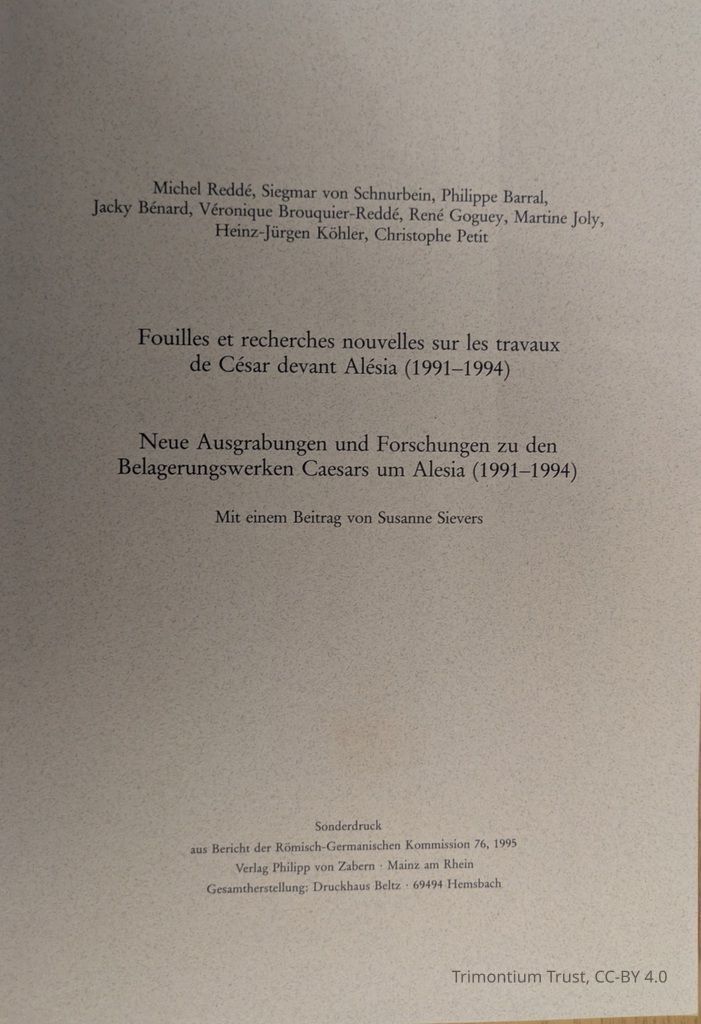 Michel Reddé, Siegmar von Schnurbein, Philippe Barral,
Jacky Bénard, Véronique Brouquier-Reddé, René Goguey, Martine Joly,
Heinz-Jürgen Köhler, Christophe Petit
Fouilles et recherches nouvelles sur les travaux
de César devant Alésia (1991–1994)
Neue Ausgrabungen und Forschungen zu den
Belagerungswerken Caesars um Alesia (1991–1994)
Mit einem Beitrag von Susanne Sievers
Sonderdruck
aus Bericht der Römisch-Germanischen Kommission 76, 1995
Verlag Philipp von Zabern · Mainz am Rhein
Gesamtherstellung: Druckhaus Beltz · 69494 Hemsbach
Trimontium Trust, CC-BY 4.0